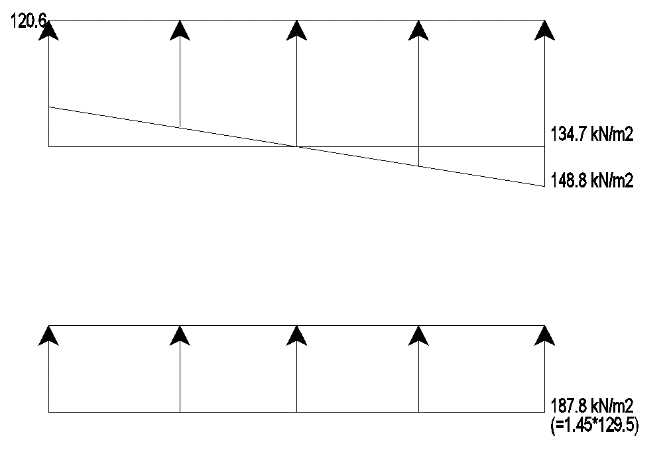 120.6
134.7 kN/m2
148.8 kN/m2
187.8 kN/m2
(=1.45*129.5)